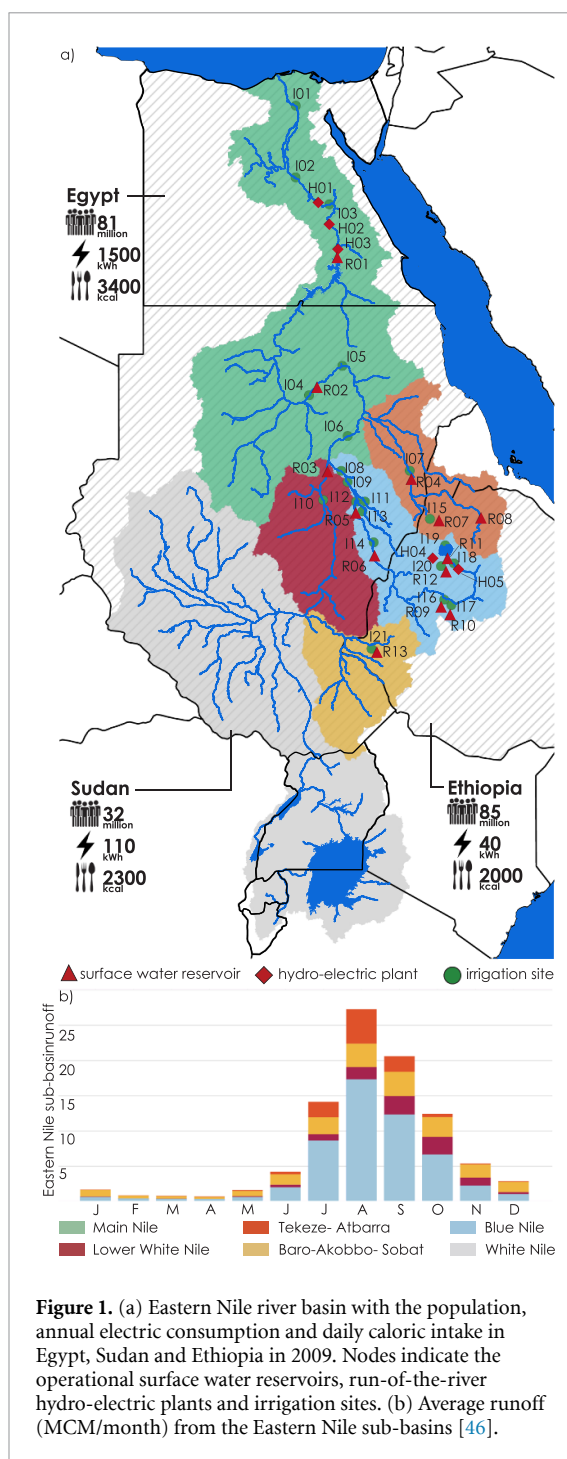 a)
I01
I02
H01
Egypt
I03
81
million
H02
1500
kWh
H03
3400
kcal
R01
I05
I04
R02
I06
I07
R03
I08
I09
R04
I10
I12
I11
I15
R05
I13
R07
R08
I14
I19
R11
H04
I18
R06
I20
R12
H05
I16
I17
R09
R10
I21
R13
Sudan
32
million
110
kWh
2300
kcal
Ethiopia
85
million
40
kWh
2000
kcal
surface water reservoir
hydro-electric plant
irrigation site
b)
Eastern Nile sub-basinrunoff
25
20
15
10
5
J F M A M J J A S O N D
Main Nile
Tekeze- Atbarra
Blue Nile
Lower White Nile
Baro-Akobbo- Sobat
White Nile
Figure 1. (a) Eastern Nile river basin with the population,
annual electric consumption and daily caloric intake in
Egypt, Sudan and Ethiopia in 2009. Nodes indicate the
operational surface water reservoirs, run-of-the-river
hydro-electric plants and irrigation sites. (b) Average runoff
(MCM/month) from the Eastern Nile sub-basins [46].